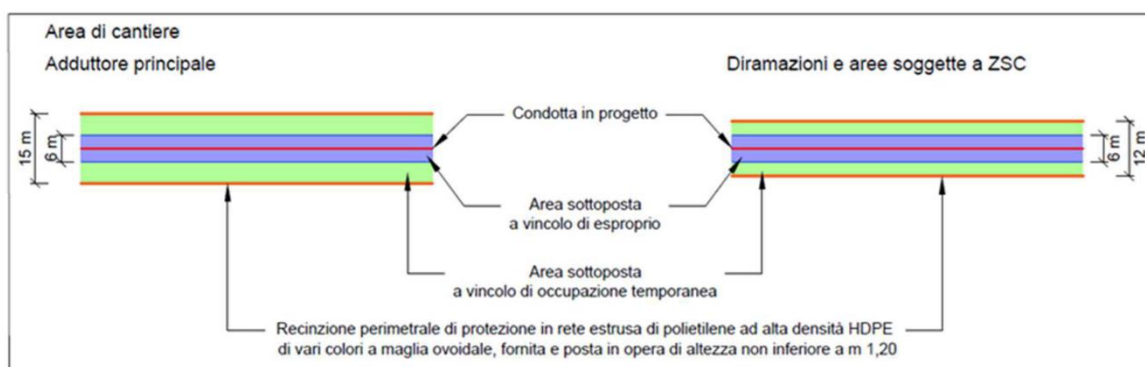 Area di cantiere
Adduttore principale
Diramazioni e aree soggette a ZSC
Condotta in progetto
15 m
6 m
6 m
12 m
Area sottoposta
a vincolo di esproprio
Area sottoposta
a vincolo di occupazione temporanea
Recinzione perimetrale di protezione in rete estrusa di polietilene ad alta densità HDPE
di vari colori a maglia ovoidale, fornita e posta in opera di altezza non inferiore a m 1,20